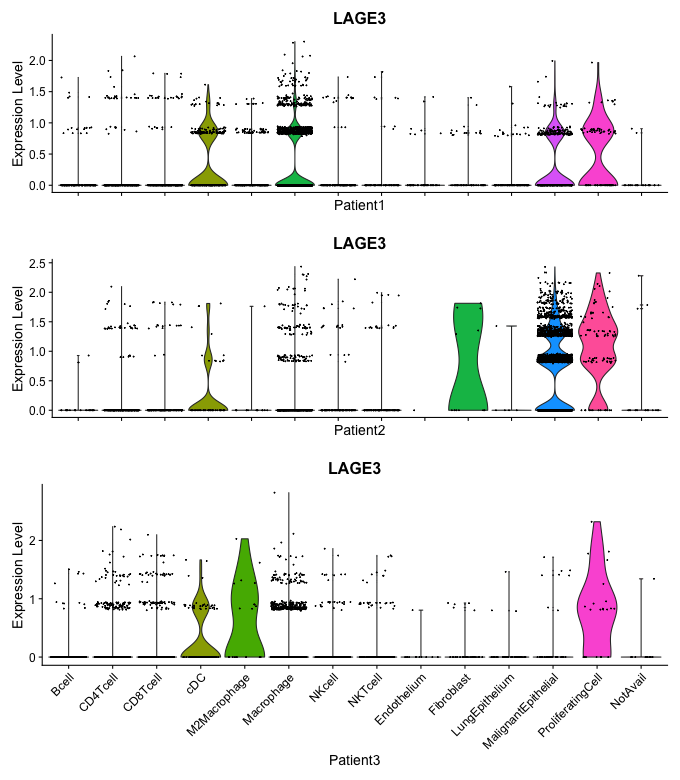 LAGE3
Expression Level
2.0
1.5
1.0
0.5
0.0
Patient1
LAGE3
Expression Level
2.5
2.0
1.5
1.0
0.5
0.0
Patient2
LAGE3
Expression Level
2
1
0
Bcell
CD4Tcell
CD8Tcell
cDC
M2Macrophage
Macrophage
NKcell
NKTcell
Endothelium
Fibroblast
LungEpithelium
MalignantEpithelial
ProliferatingCell
NotAvail
Patient3